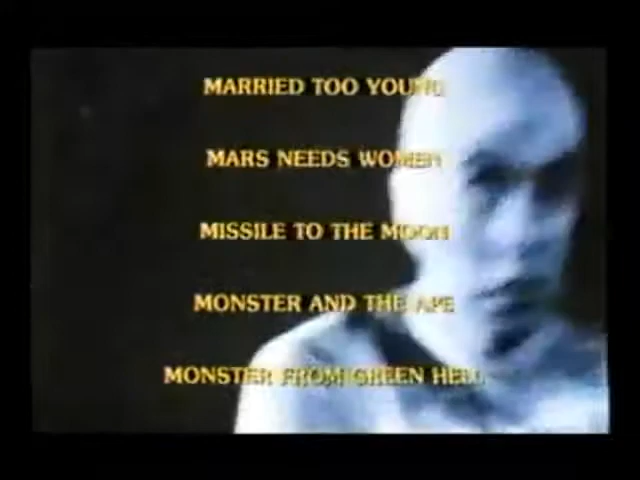 MARRIED TOO YOUNG
MARS NEEDS WOMEN
MISSILE TO THE MOON
MONSTER AND THE APE
MONSTER FROM GREEN HELL